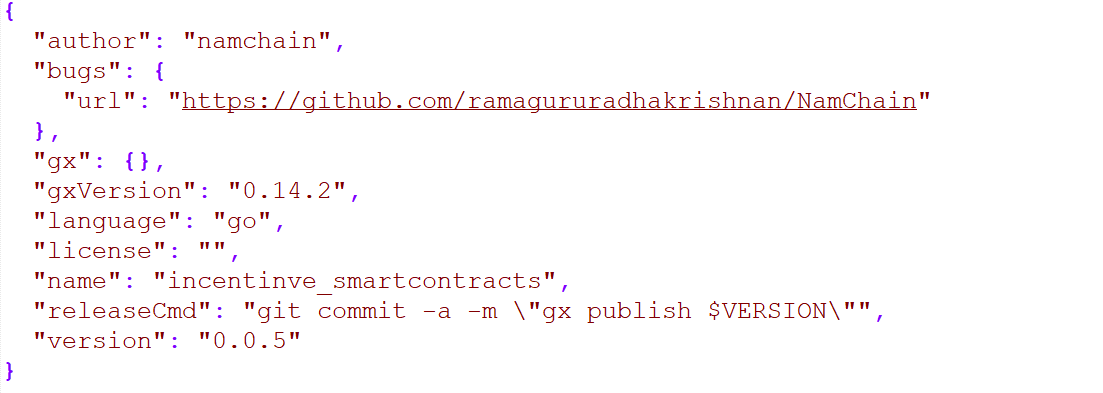 {
  "author": "namchain",
  "bugs": {
    "url": "https://github.com/ramagururadhakrishnan/NamChain"
  },
  "gx": {},
  "gxVersion": "0.14.2",
  "language": "go",
  "license": "",
  "name": "incentinve_smartcontracts",
  "releaseCmd": "git commit -a -m \"gx publish $VERSION\"",
  "version": "0.0.5"
}